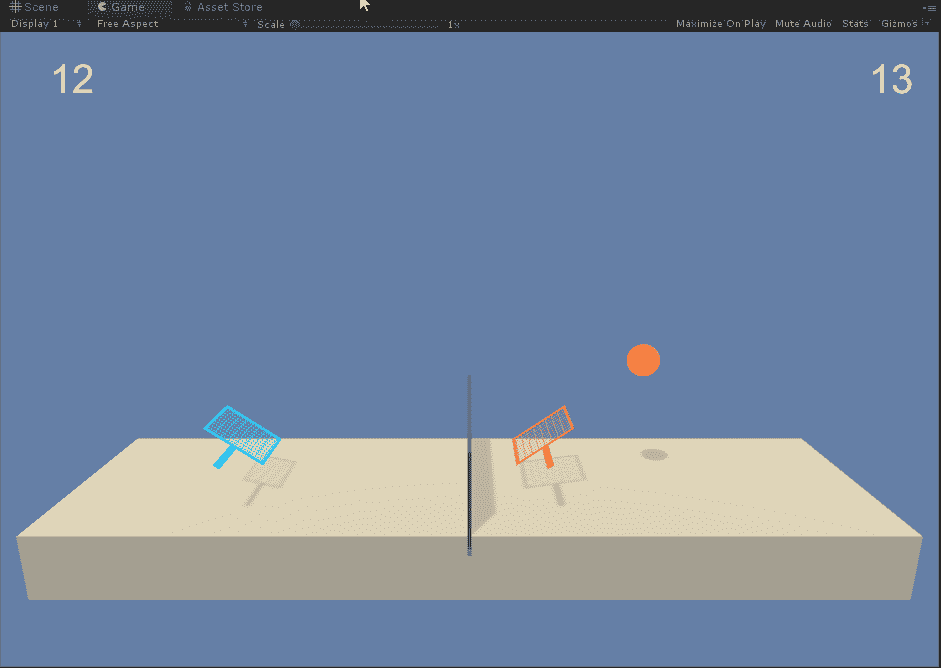 Scene Game Asset Store
Display 1 Free Aspect Scale 1x Maximize On Play Mute Audio Stats Gizmos
12 13